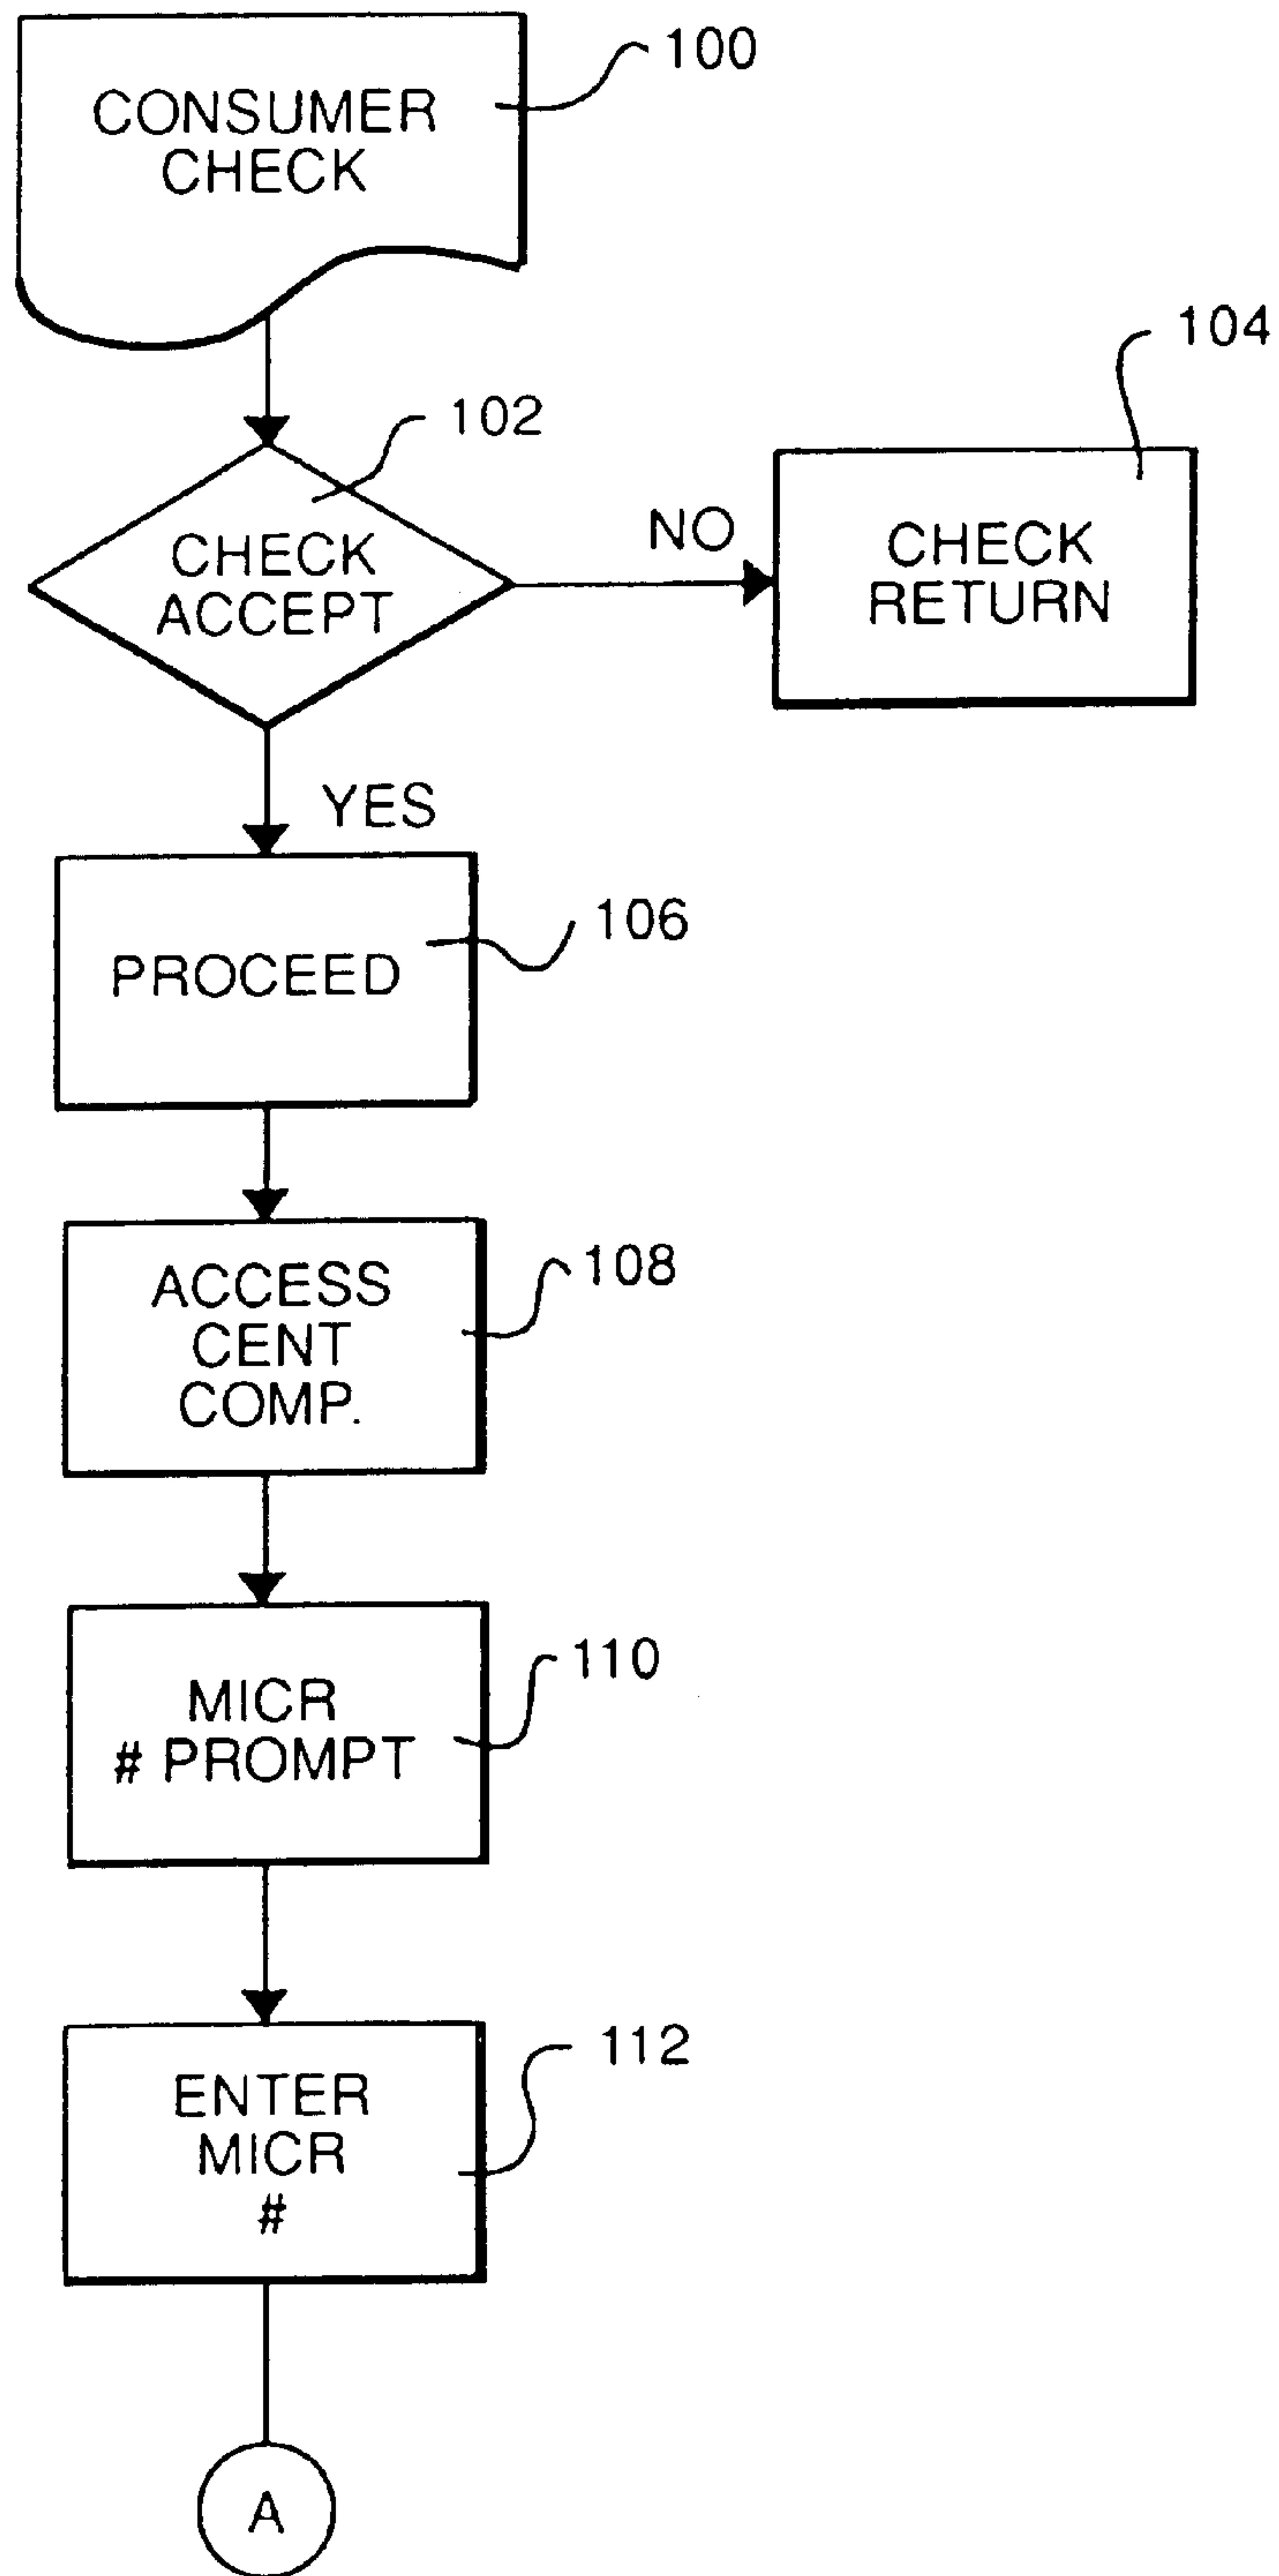 CONSUMER
CHECK
100
102
CHECK
ACCEPT
NO
104
CHECK
RETURN
YES
106
PROCEED
108
ACCESS
CENT
COMP.
110
MICR
# PROMPT
112
ENTER
MICR
#
A